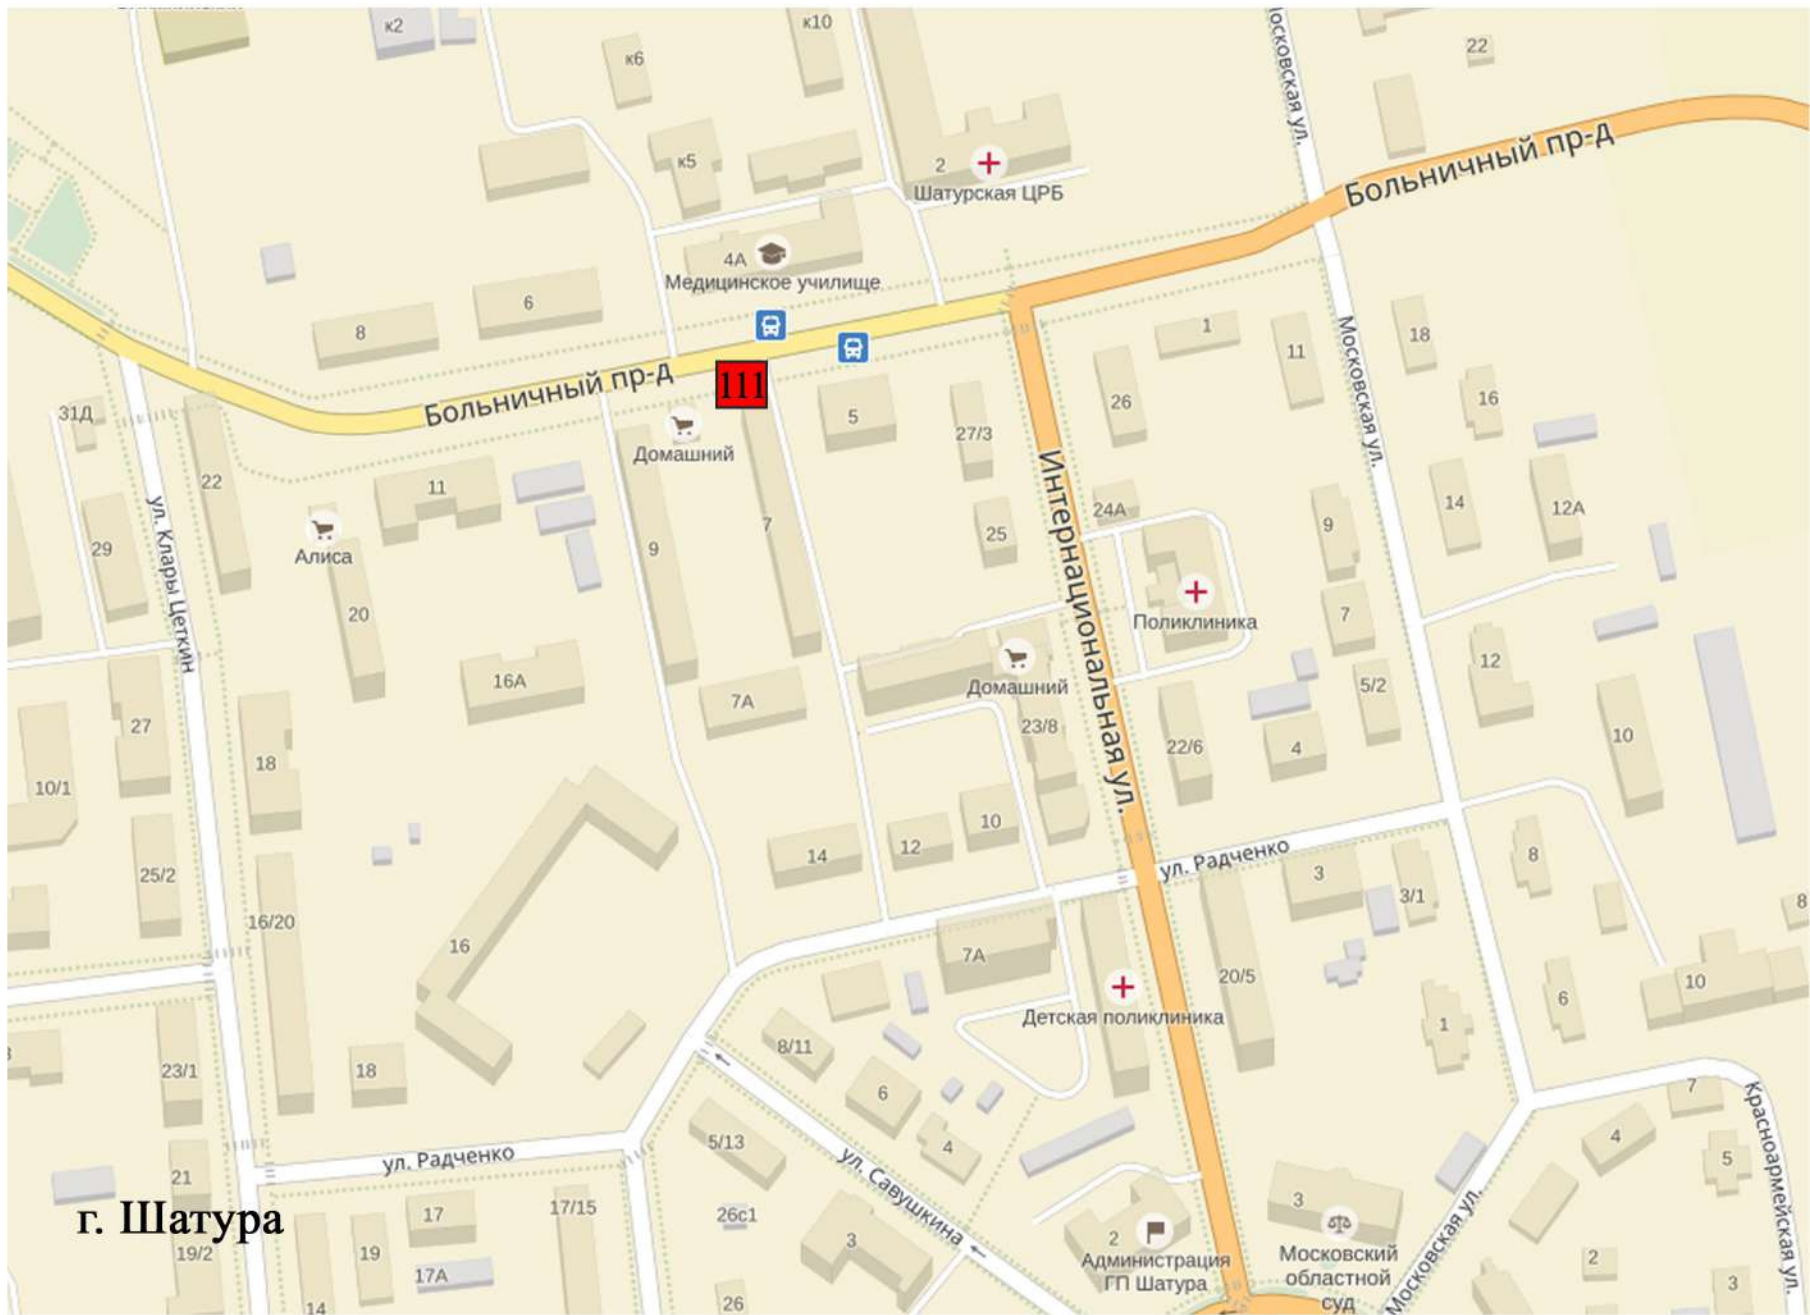 к2
к10
к6
Московская ул.
22
Больничный пр-д
к5
2
Шатурская ЦРБ
4А
Медицинское училище
6
8
1
Московская ул.
18
11
111
Больничный пр-д
31Д
5
26
16
27/3
Домашний
22
11
Интернациональная ул.
24А
14
12А
ул. Клары Цеткин
Алиса
29
9
7
25
9
20
Поликлиника
7
16А
7А
Домашний
12
5/2
27
18
23/8
22/6
4
10
10/1
14
12
10
ул. Радченко
8
25/2
3
3/1
8
16/20
16
7А
20/5
10
6
Детская поликлиника
1
8/11
23/1
18
6
7
Красноармейская ул.
5/13
4
4
5
ул. Радченко
ул. Савушкина
21
г. Шатура
17
17/15
26с1
3
2
Администрация
ГП Шатура
3
Московский
областной
суд
Московская ул.
19/2
19
17А
14
26
2
3